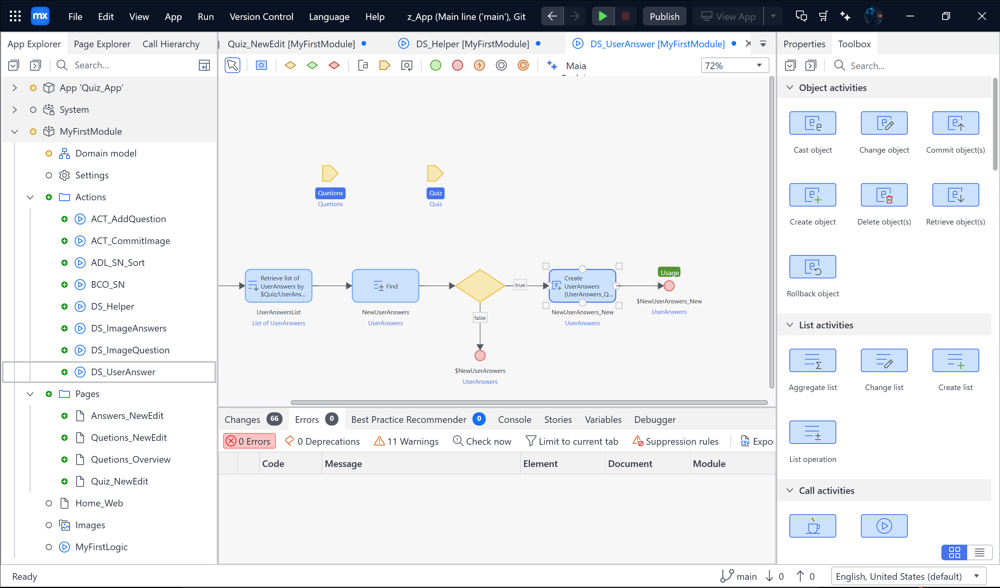 mx
File
Edit
View
App
Run
Version Control
Language
Help
z_App (Main line ('main'), Git
Publish
View App
App Explorer
Page Explorer
Call Hierarchy
Search...
App 'Quiz_App'
System
MyFirstModule
Domain model
Settings
Actions
ACT_AddQuestion
ACT_CommitImage
ADL_SN_Sort
BCO_SN
DS_Helper
DS_ImageAnswers
DS_ImageQuestion
DS_UserAnswer
Pages
Answers_NewEdit
Quetions_NewEdit
Quetions_Overview
Quiz_NewEdit
Home_Web
Images
MyFirstLogic
Quiz_NewEdit [MyFirstModule]
DS_Helper [MyFirstModule]
DS_UserAnswer [MyFirstModule]
Maia
72%
Quetions
Quetions
Quiz
Quiz
Retrieve list of
UserAnswers by
$Quiz/UserAns...
UserAnswersList
List of UserAnswers
Find
NewUserAnswers
UserAnswers
true
false
$NewUserAnswers
UserAnswers
Create
UserAnswers
(UserAnswers_Q...
NewUserAnswers_New
UserAnswers
Usage
$NewUserAnswers_New
UserAnswers
Changes 66
Errors 0
Best Practice Recommender 0
Console
Stories
Variables
Debugger
0 Errors
0 Deprecations
11 Warnings
Check now
Limit to current tab
Suppression rules
CSV Expor
Code
Message
Element
Document
Module
Properties
Toolbox
Search...
Object activities
Cast object
Change object
Commit object(s)
Create object
Delete object(s)
Retrieve object(s)
Rollback object
List activities
Aggregate list
Change list
Create list
List operation
Call activities
Ready
main
0
0
English, United States (default)